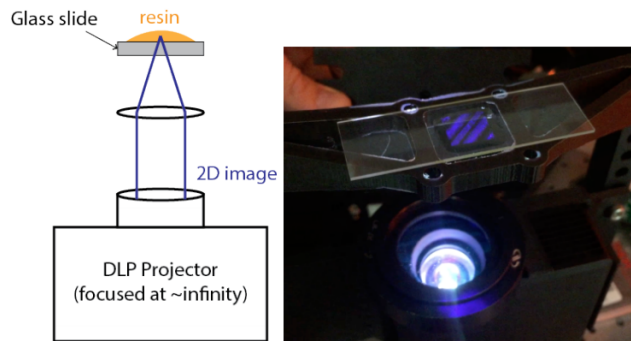 Glass slide
resin
2D image
DLP Projector
(focused at ~infinity)